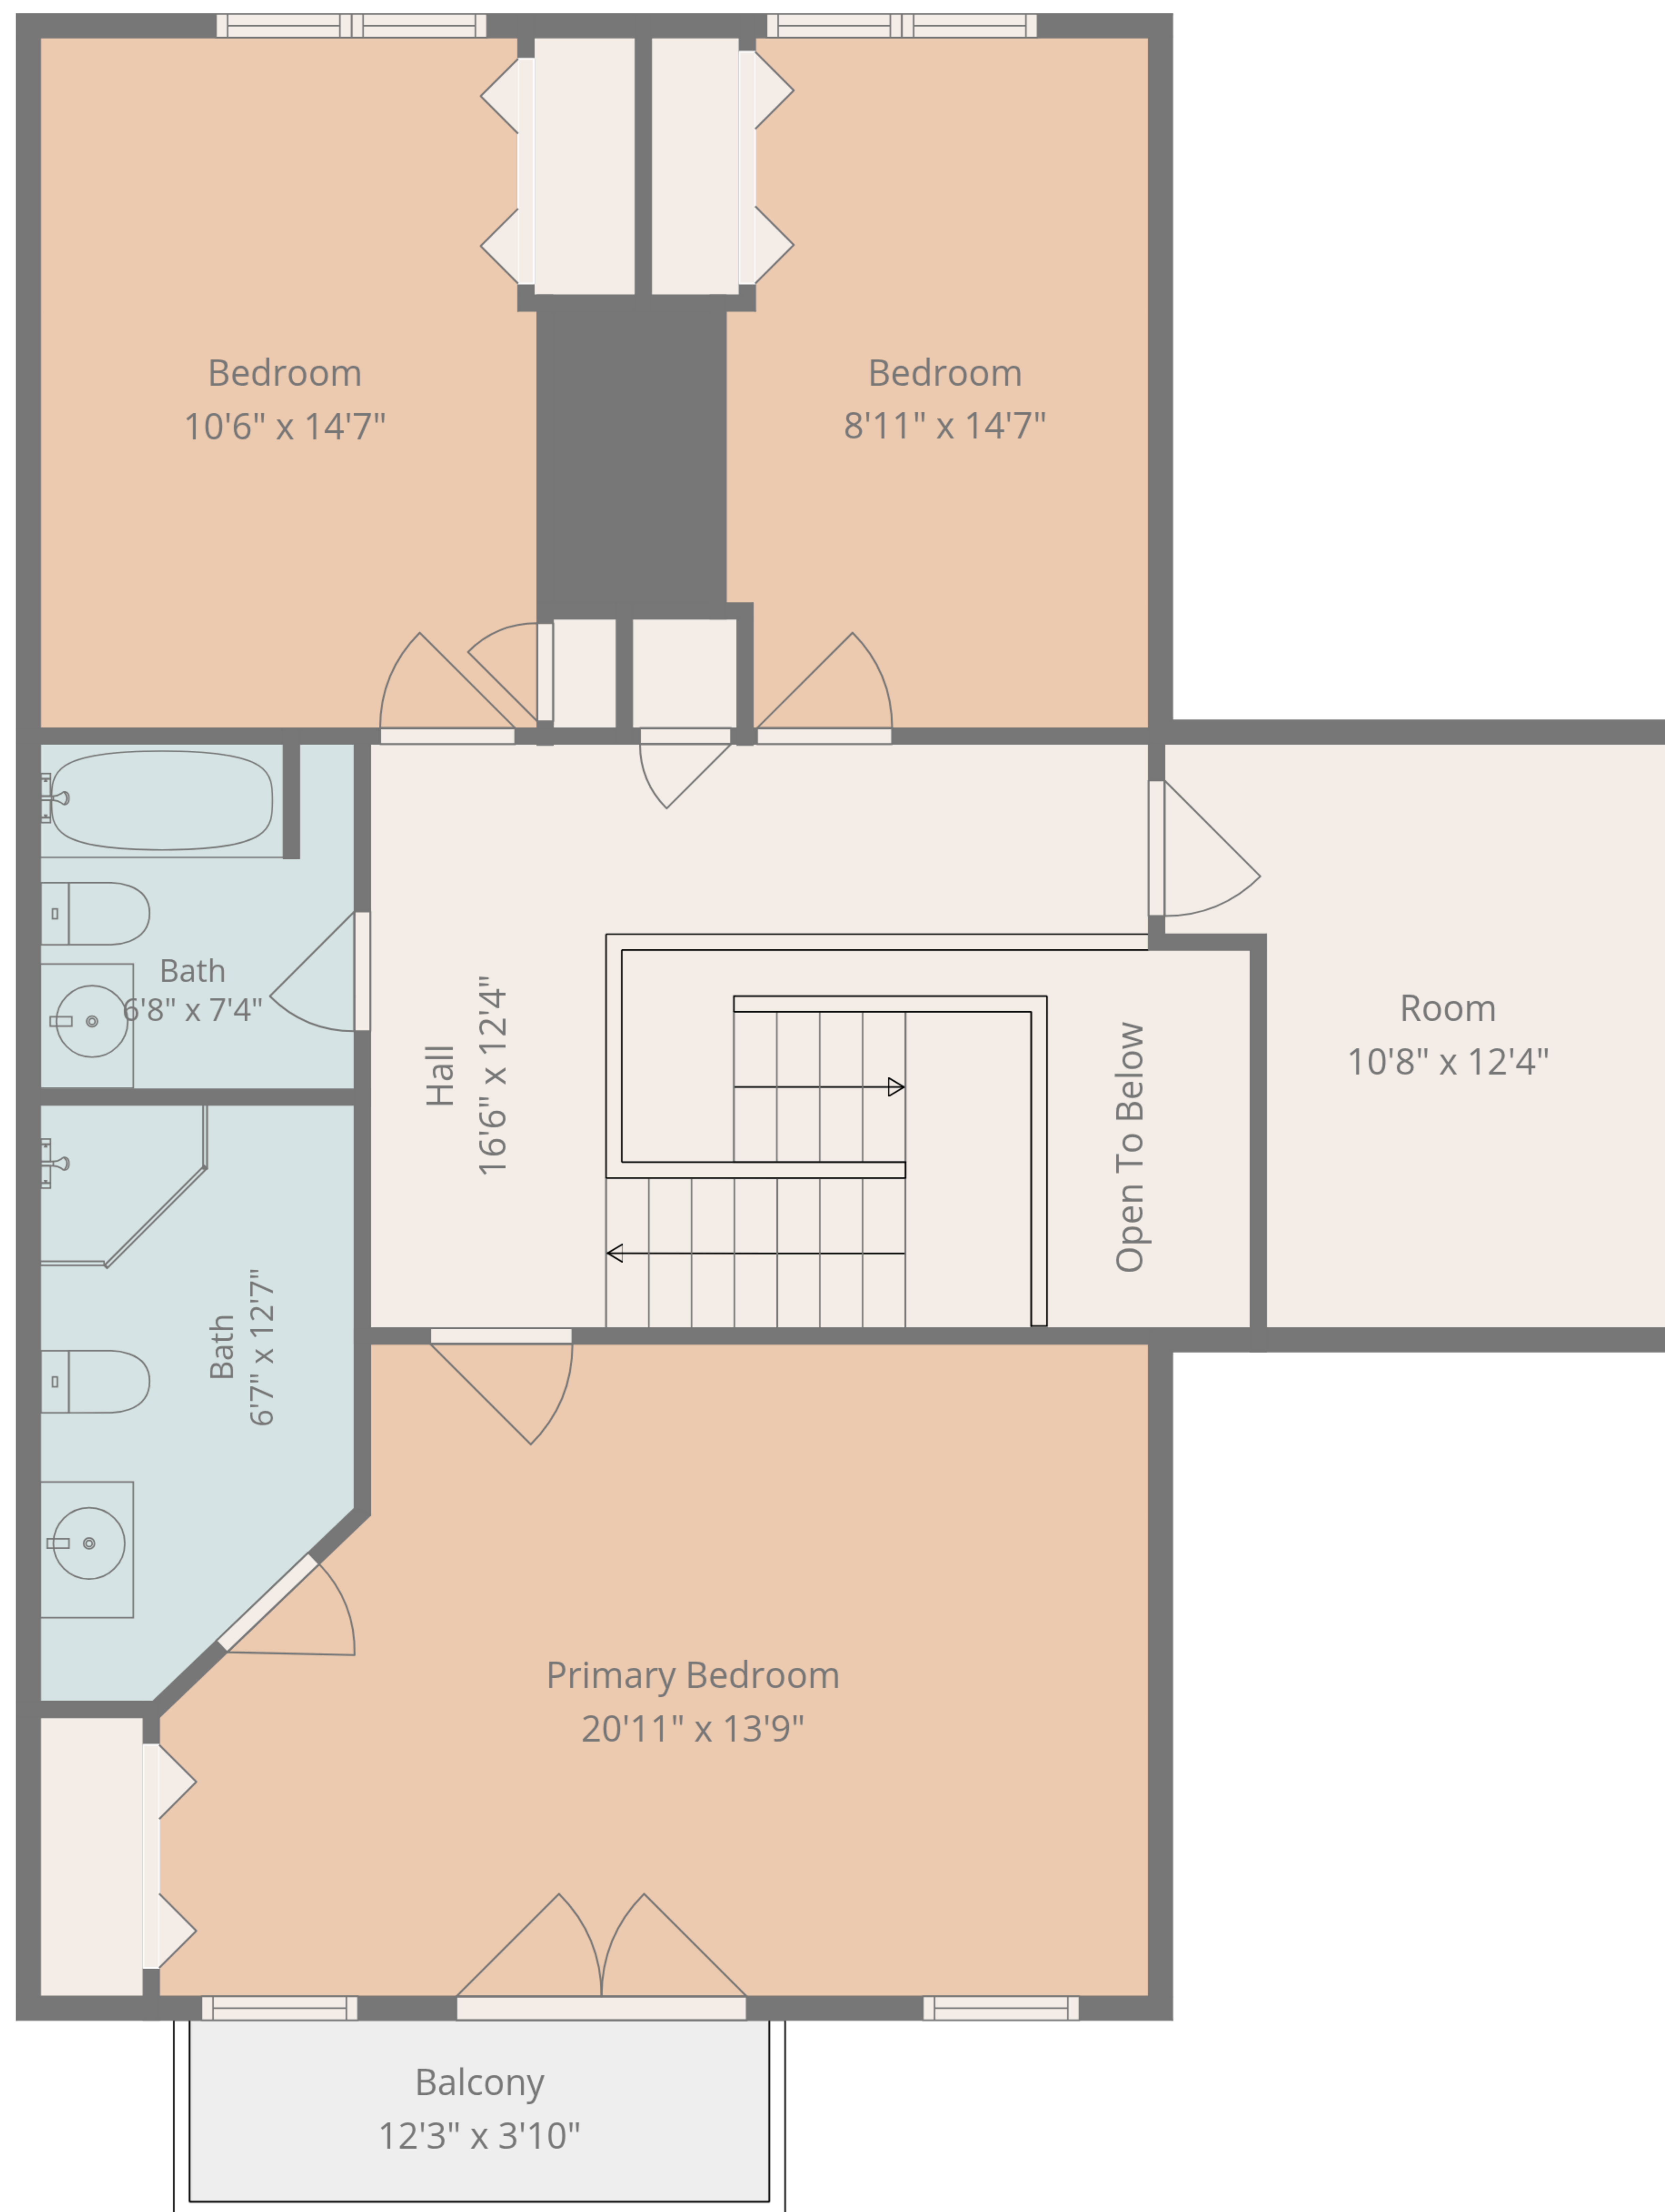 Bedroom
10'6" x 14'7"
Bedroom
8'11" x 14'7"
Bath
6'8" x 7'4"
Hall
16'6" x 12'4"
Open To Below
Room
10'8" x 12'4"
Bath
6'7" x 12'7"
Primary Bedroom
20'11" x 13'9"
Balcony
12'3" x 3'10"